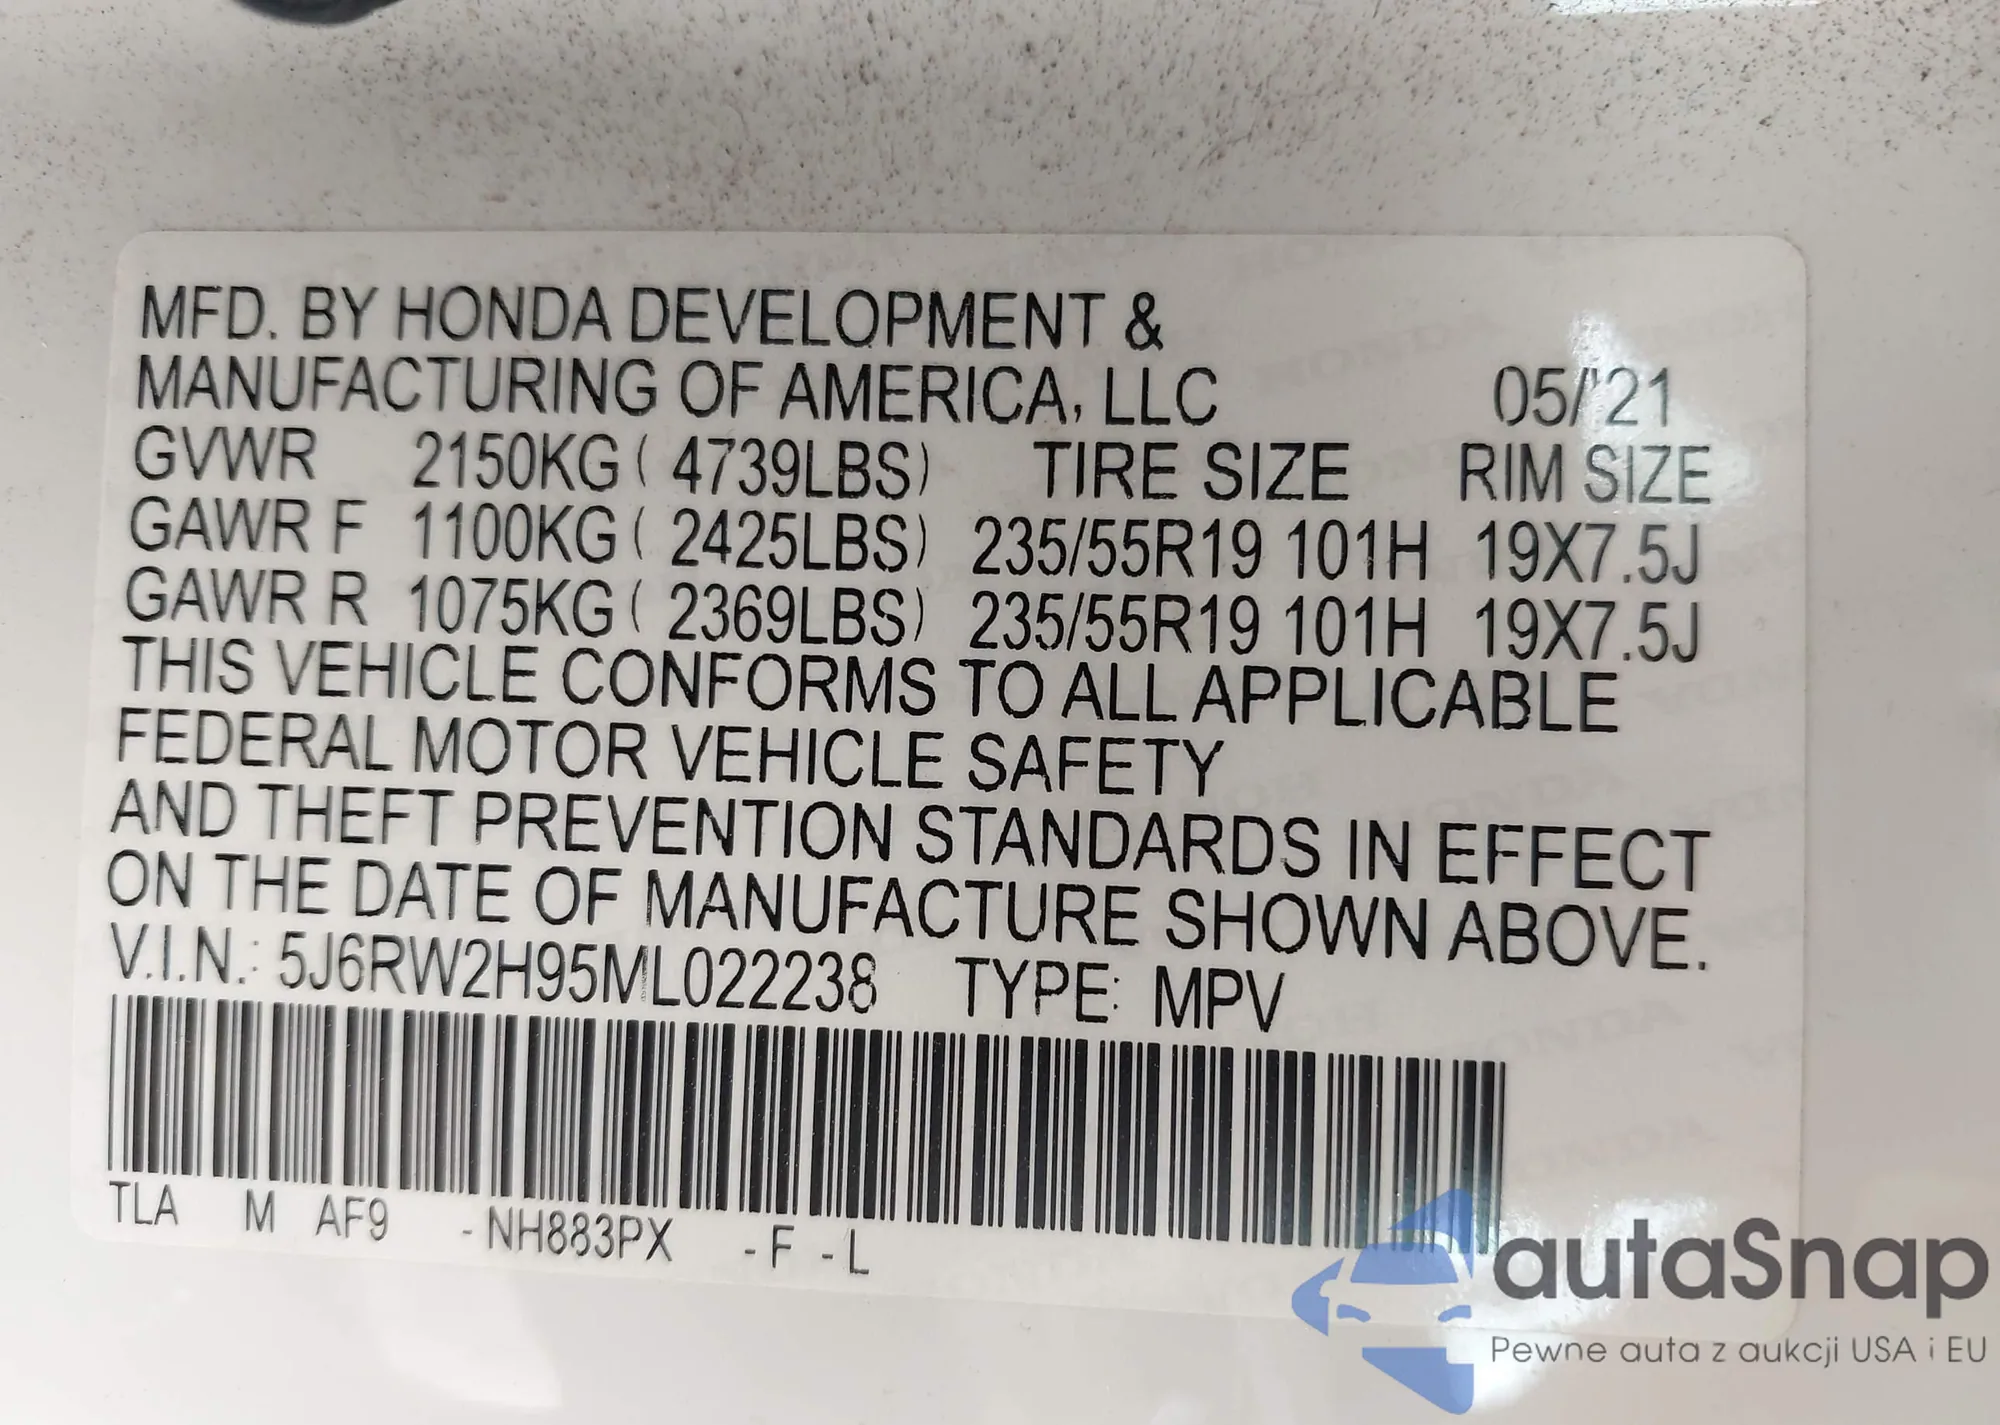 MFD. BY HONDA DEVELOPMENT &
MANUFACTURING OF AMERICA, LLC 05/'21
GVWR 2150KG ( 4739LBS) TIRE SIZE RIM SIZE
GAWR F 1100KG ( 2425LBS) 235/55R19 101H 19X7.5J
GAWR R 1075KG ( 2369LBS) 235/55R19 101H 19X7.5J
THIS VEHICLE CONFORMS TO ALL APPLICABLE
FEDERAL MOTOR VEHICLE SAFETY
AND THEFT PREVENTION STANDARDS IN EFFECT
ON THE DATE OF MANUFACTURE SHOWN ABOVE.
V.I.N.: 5J6RW2H95ML022238 TYPE: MPV
TLA M AF9 -NH883PX -F -L
autaSnap
Pewne auta z aukcji USA i EU